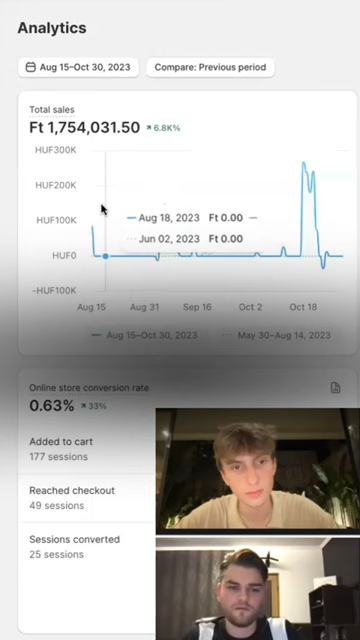 Analytics
Aug 15–Oct 30, 2023
Compare: Previous period
Total sales
Ft 1,754,031.50 ↗ 6.8K%
HUF300K
HUF200K
HUF100K
HUF0
-HUF100K
Aug 18, 2023 Ft 0.00 —
Jun 02, 2023 Ft 0.00
Aug 15 Aug 31 Sep 16 Oct 2 Oct 18
Aug 15–Oct 30, 2023 May 30–Aug 14, 2023
Online store conversion rate
0.63% ↗ 33%
Added to cart
177 sessions
Reached checkout
49 sessions
Sessions converted
25 sessions